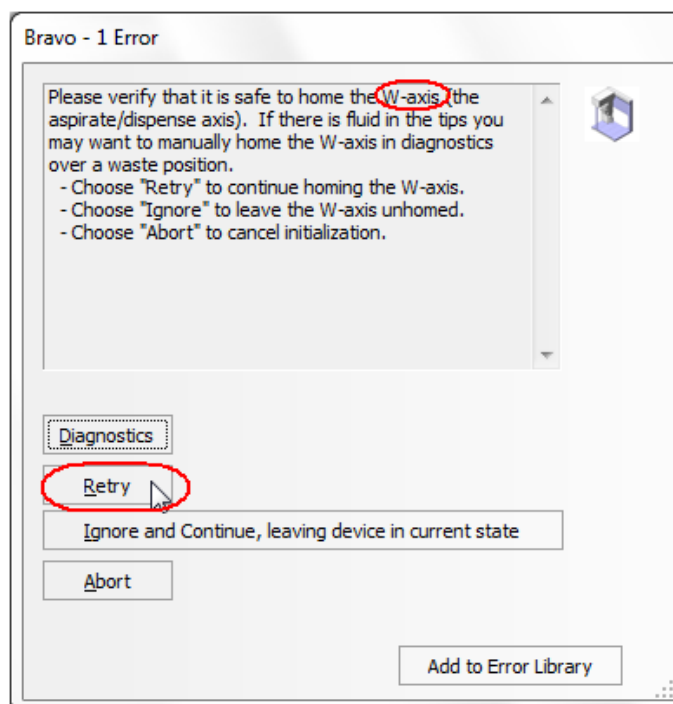 Bravo - 1 Error
Please verify that it is safe to home the W-axis (the
aspirate/dispense axis). If there is fluid in the tips you
may want to manually home the W-axis in diagnostics
over a waste position.
- Choose "Retry" to continue homing the W-axis.
- Choose "Ignore" to leave the W-axis unhomed.
- Choose "Abort" to cancel initialization.
Diagnostics
Retry
Ignore and Continue, leaving device in current state
Abort
Add to Error Library